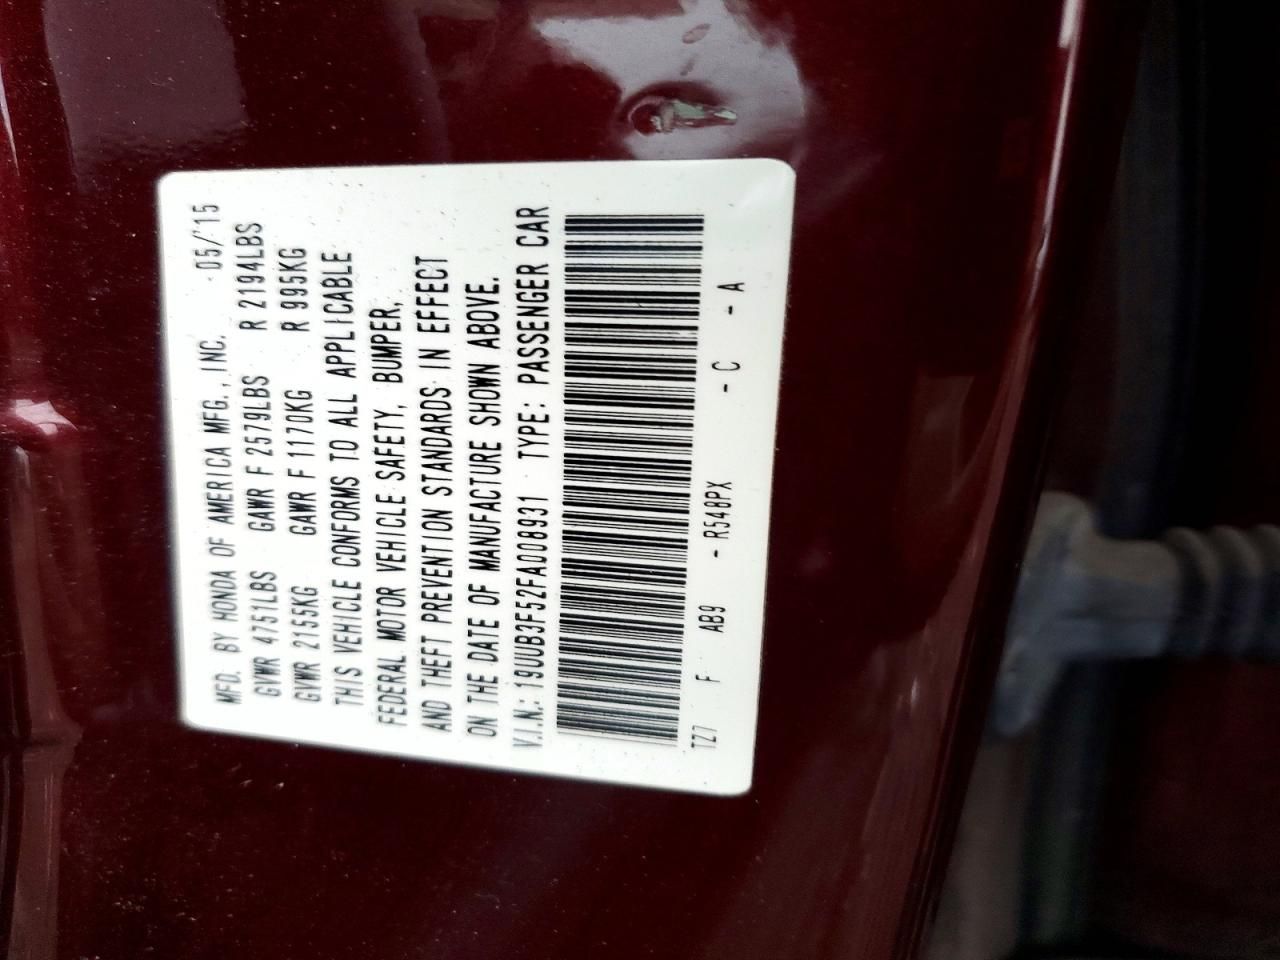 MFD. BY HONDA OF AMERICA MFG., INC. 05/'15
GVWR 4751LBS GAWR F 2579LBS R 2194LBS
GVWR 2155KG GAWR F 1170KG R 995KG
THIS VEHICLE CONFORMS TO ALL APPLICABLE
FEDERAL MOTOR VEHICLE SAFETY, BUMPER,
AND THEFT PREVENTION STANDARDS IN EFFECT
ON THE DATE OF MANUFACTURE SHOWN ABOVE.
V.I.N.: 19UUB3F52FA008931 TYPE: PASSENGER CAR
TZ7 F AB9 - R548PX - C - A